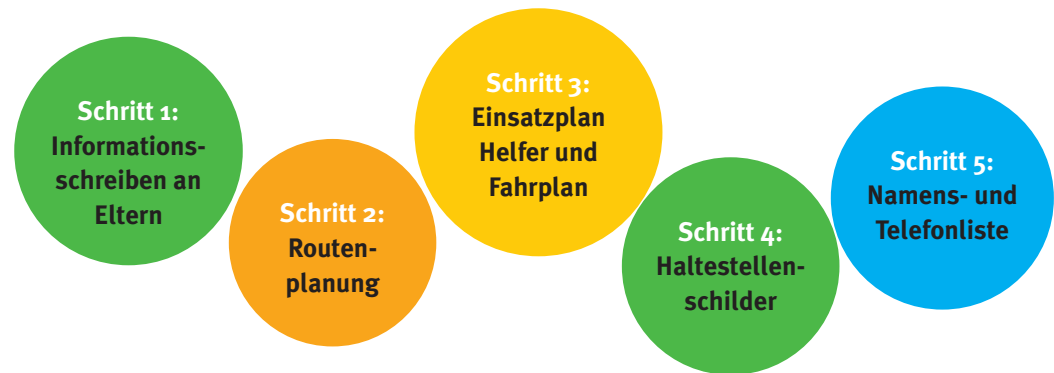 Schritt 1:
Informations-
schreiben an
Eltern
Schritt 2:
Routen-
planung
Schritt 3:
Einsatzplan
Helfer und
Fahrplan
Schritt 4:
Haltestellen-
schilder
Schritt 5:
Namens- und
Telefonliste